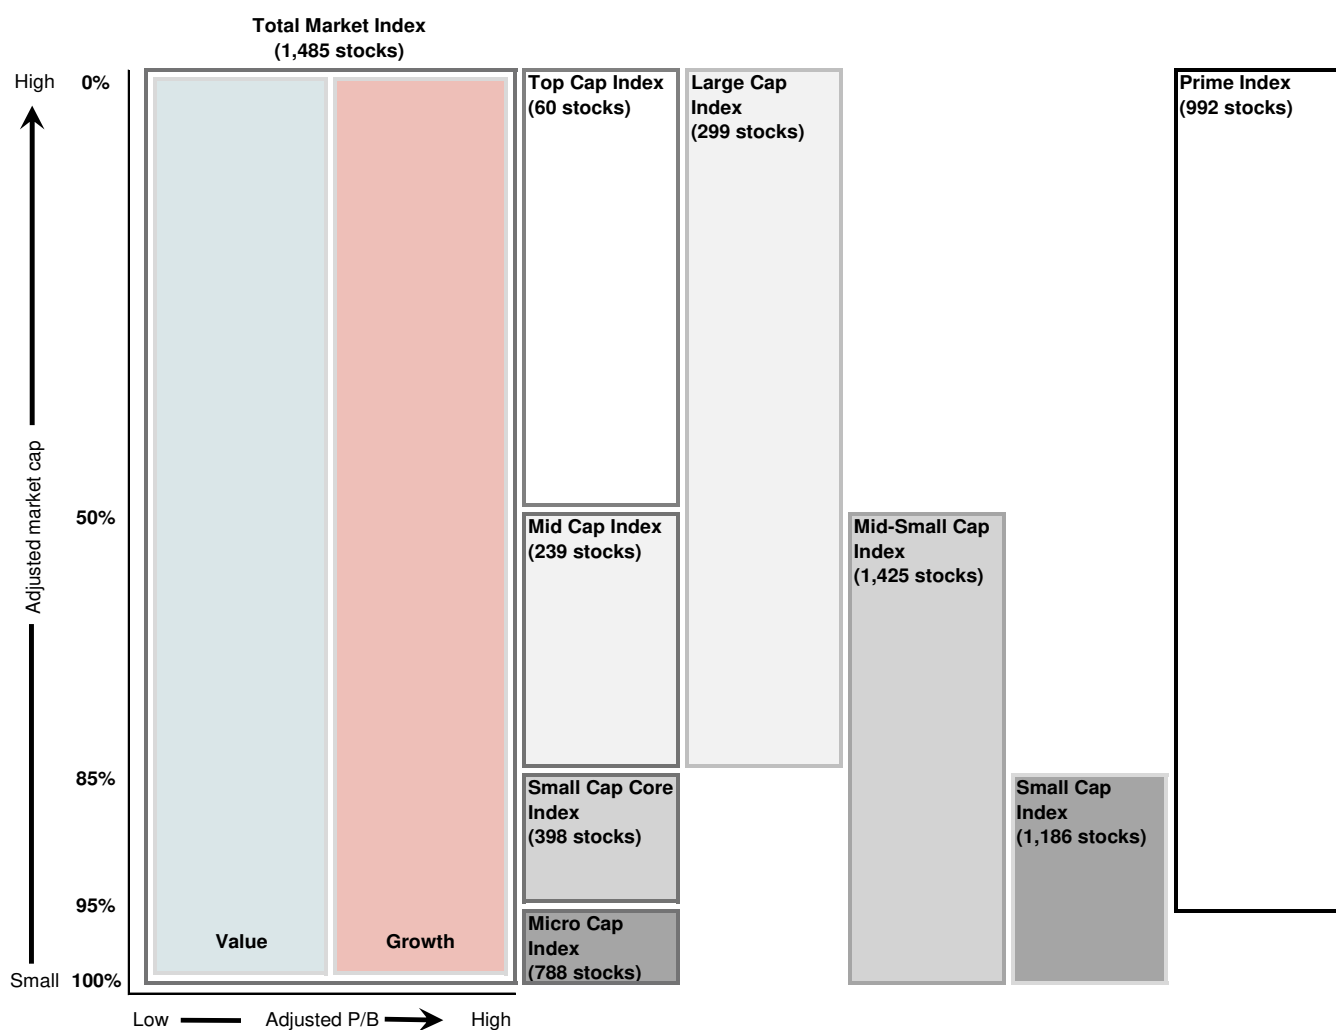 Total Market Index
(1,485 stocks)
High
0%
Top Cap Index
(60 stocks)
Large Cap
Index
(299 stocks)
Prime Index
(992 stocks)
Adjusted market cap
50%
Mid Cap Index
(239 stocks)
Mid-Small Cap
Index
(1,425 stocks)
85%
Small Cap Core
Index
(398 stocks)
Small Cap
Index
(1,186 stocks)
95%
Micro Cap
Index
(788 stocks)
Value
Growth
Small
100%
Low
Adjusted P/B
High